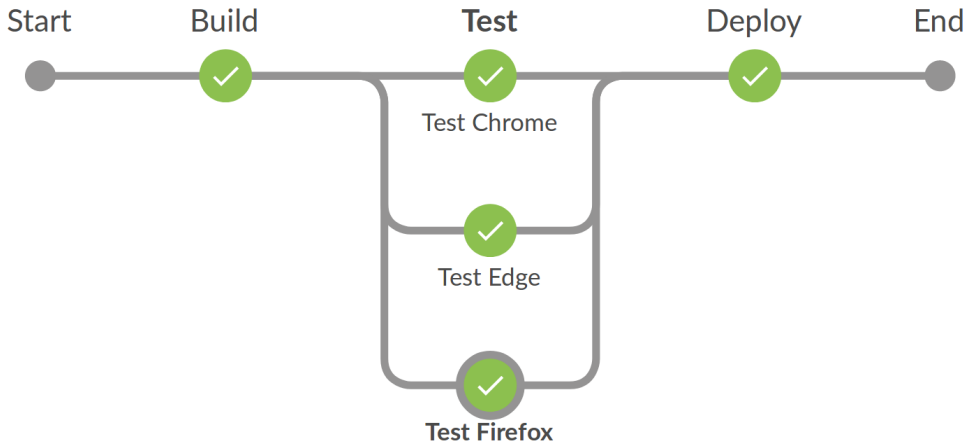 Start
Build
Test
Deploy
End
Test Chrome
Test Edge
Test Firefox